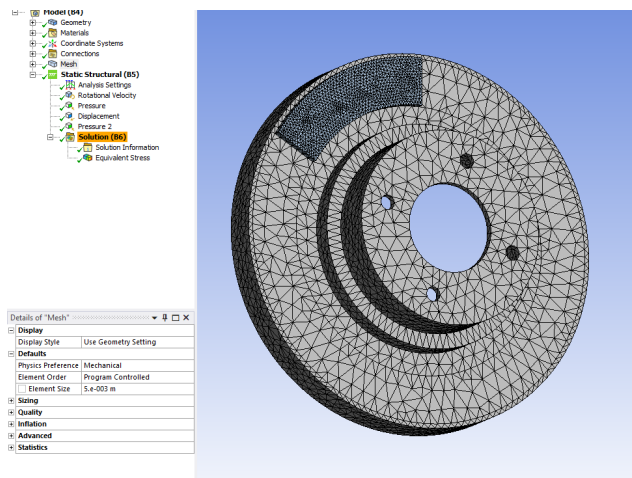 Model (B4)
Geometry
Materials
Coordinate Systems
Connections
Mesh
Static Structural (B5)
Analysis Settings
Rotational Velocity
Pressure
Displacement
Pressure 2
Solution (B6)
Solution Information
Equivalent Stress
Details of "Mesh"
Display
Display Style Use Geometry Setting
Defaults
Physics Preference Mechanical
Element Order Program Controlled
Element Size 5.e-003 m
Sizing
Quality
Inflation
Advanced
Statistics